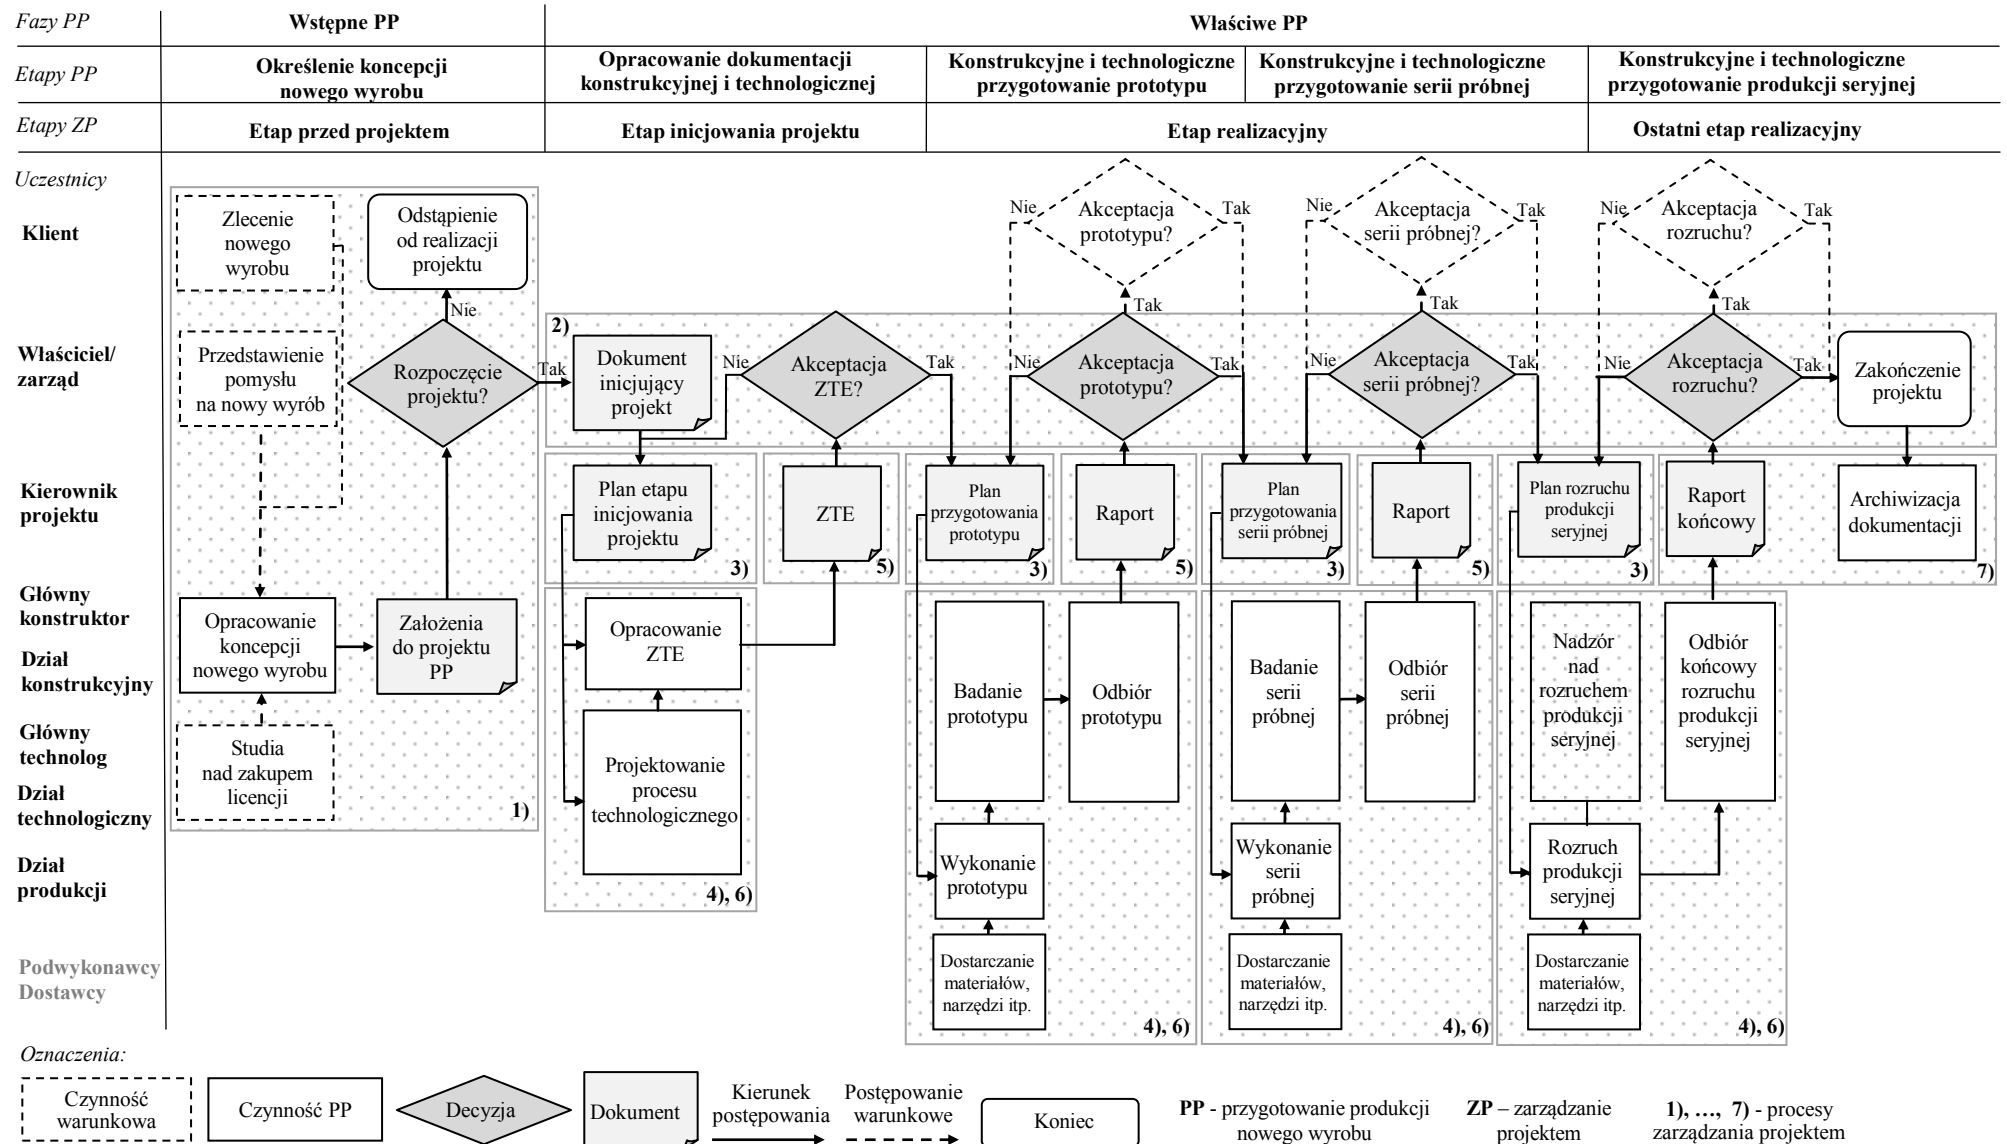 Fazy PP
Wstępne PP
Właściwe PP
Etapy PP
Określenie koncepcji
nowego wyrobu
Opracowanie dokumentacji
konstrukcyjnej i technologicznej
Konstrukcyjne i technologiczne
przygotowanie prototypu
Konstrukcyjne i technologiczne
przygotowanie serii próbnej
Konstrukcyjne i technologiczne
przygotowanie produkcji seryjnej
Etapy ZP
Etap przed projektem
Etap inicjowania projektu
Etap realizacyjny
Ostatni etap realizacyjny
Uczestnicy
Klient
Zlecenie
nowego
wyrobu
Odstąpienie
od realizacji
projektu
Nie
Akceptacja
prototypu?
Tak
Nie
Akceptacja
serii próbnej?
Tak
Nie
Akceptacja
rozruchu?
Tak
Nie
Tak
Tak
Tak
Właściciel/
zarząd
Przedstawienie
pomysłu
na nowy wyrób
Rozpoczęcie
projektu?
Tak
2)
Dokument
inicjujący
projekt
Nie
Akceptacja
ZTE?
Tak
Nie
Akceptacja
prototypu?
Tak
Nie
Akceptacja
serii próbnej?
Tak
Nie
Akceptacja
rozruchu?
Tak
Zakończenie
projektu
Kierownik
projektu
Plan etapu
inicjowania
projektu
3)
ZTE
5)
Plan
przygotowania
prototypu
3)
Raport
5)
Plan
przygotowania
serii próbnej
3)
Raport
5)
Plan rozruchu
produkcji
seryjnej
3)
Raport
końcowy
Archiwizacja
dokumentacji
7)
Główny
konstruktor
Dział
konstrukcyjny
Opracowanie
koncepcji
nowego wyrobu
Założenia
do projektu
PP
Opracowanie
ZTE
Badanie
prototypu
Odbiór
prototypu
Badanie
serii
próbnej
Odbiór
serii
próbnej
Nadzór
nad
rozruchem
produkcji
seryjnej
Odbiór
końcowy
rozruchu
produkcji
seryjnej
Główny
technolog
Dział
technologiczny
Studia
nad zakupem
licencji
1)
Projektowanie
procesu
technologicznego
4), 6)
Dział
produkcji
Wykonanie
prototypu
Wykonanie
serii
próbnej
Rozruch
produkcji
seryjnej
Podwykonawcy
Dostawcy
Dostarczanie
materiałów,
narzędzi itp.
4), 6)
Dostarczanie
materiałów,
narzędzi itp.
4), 6)
Dostarczanie
materiałów,
narzędzi itp.
4), 6)
Oznaczenia:
Czynność
warunkowa
Czynność PP
Decyzja
Dokument
Kierunek
postępowania
Postępowanie
warunkowe
Koniec
PP - przygotowanie produkcji
nowego wyrobu
ZP – zarządzanie
projektem
1), …, 7) - procesy
zarządzania projektem